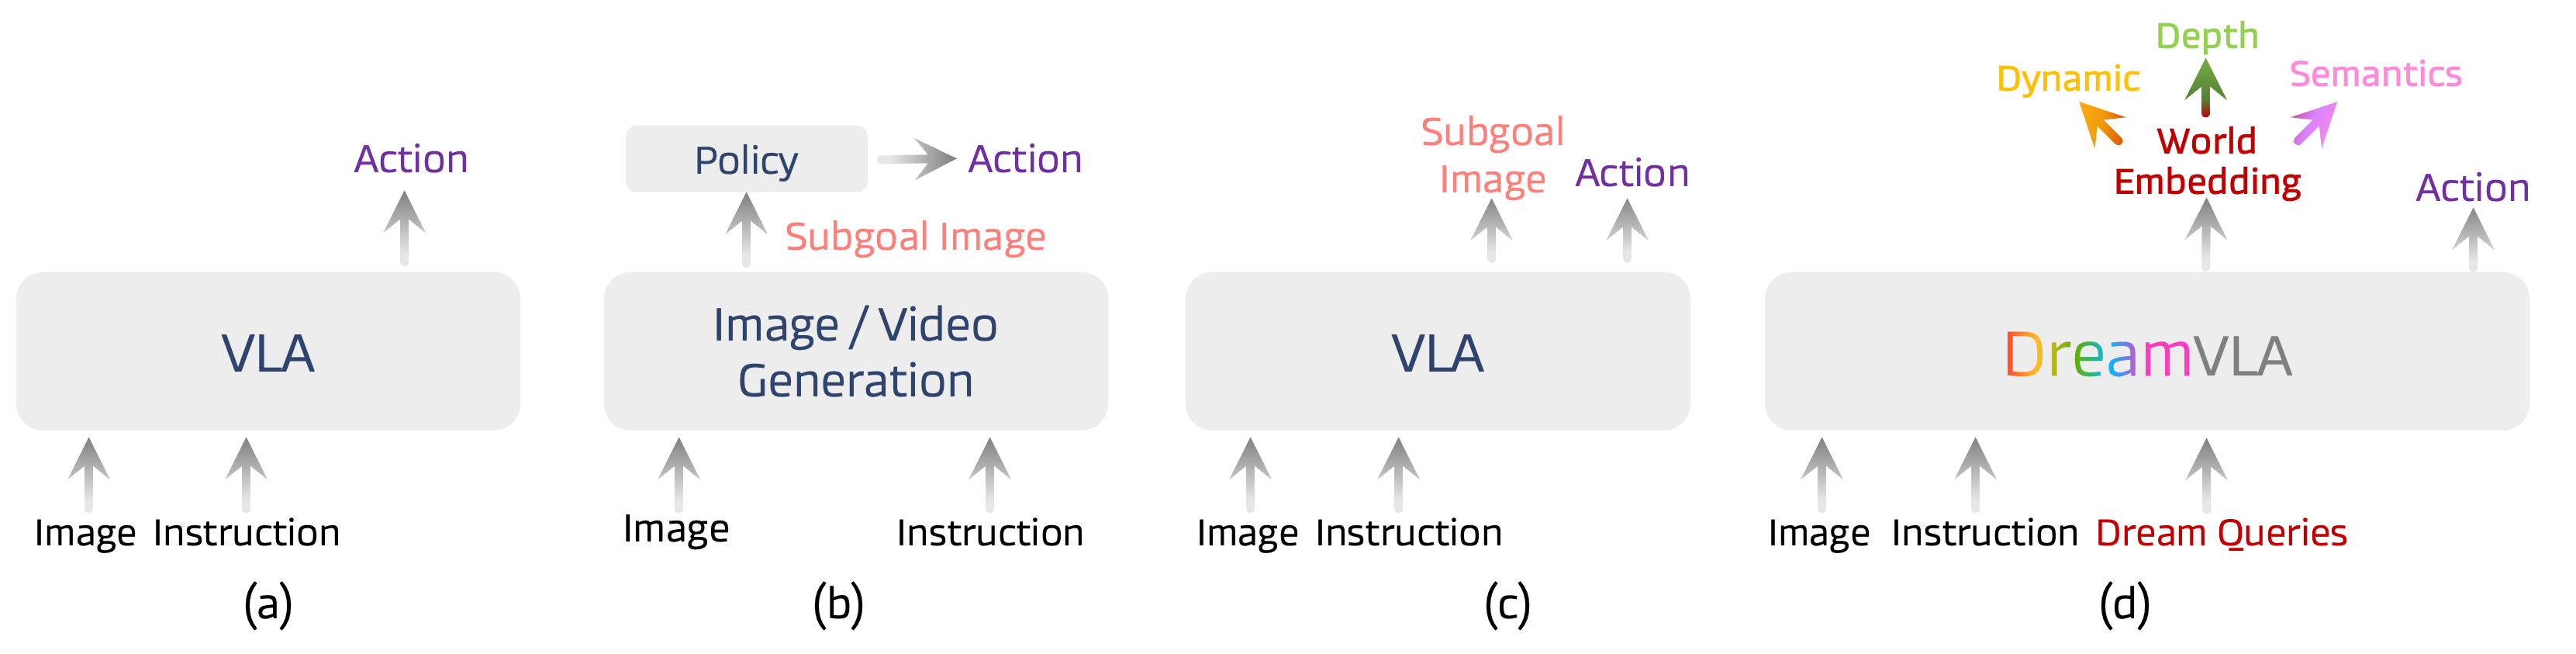 Action
VLA
Image
Instruction
(a)
Policy
Action
Subgoal Image
Image / Video
Generation
Image
Instruction
(b)
Subgoal
Image
Action
VLA
Image
Instruction
(c)
Depth
Dynamic
Semantics
World
Embedding
Action
DreamVLA
Image
Instruction
Dream Queries
(d)